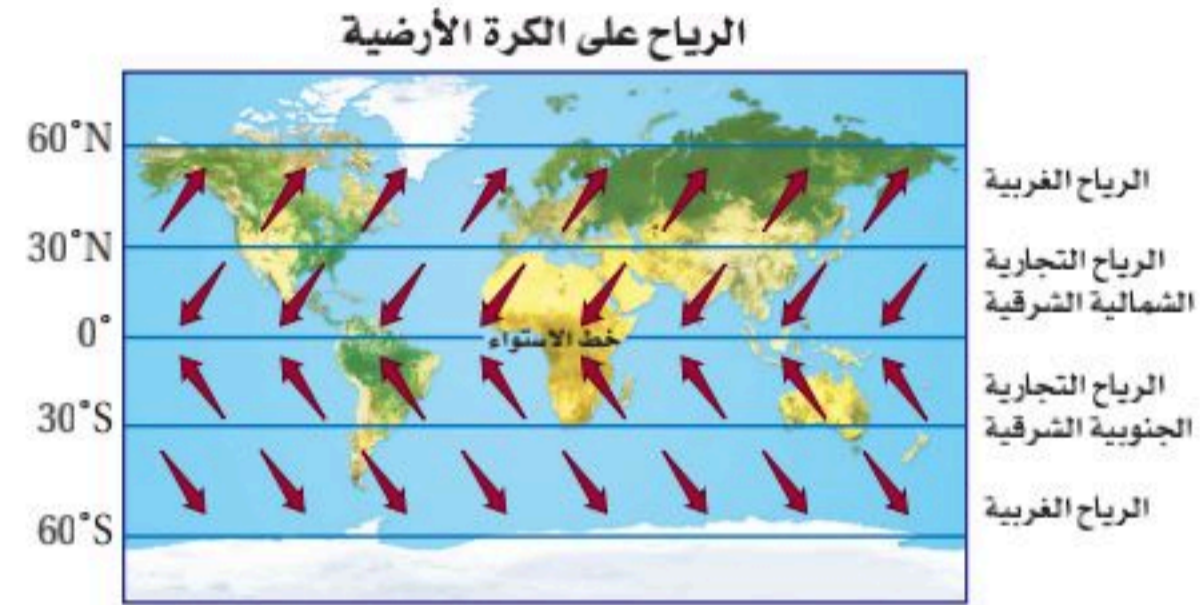 الرياح على الكرة الأرضية
60°N
الرياح الغربية
30°N
الرياح التجارية
الشمالية الشرقية
0°
خط الاستواء
الرياح التجارية
الجنوبية الشرقية
30°S
الرياح الغربية
60°S